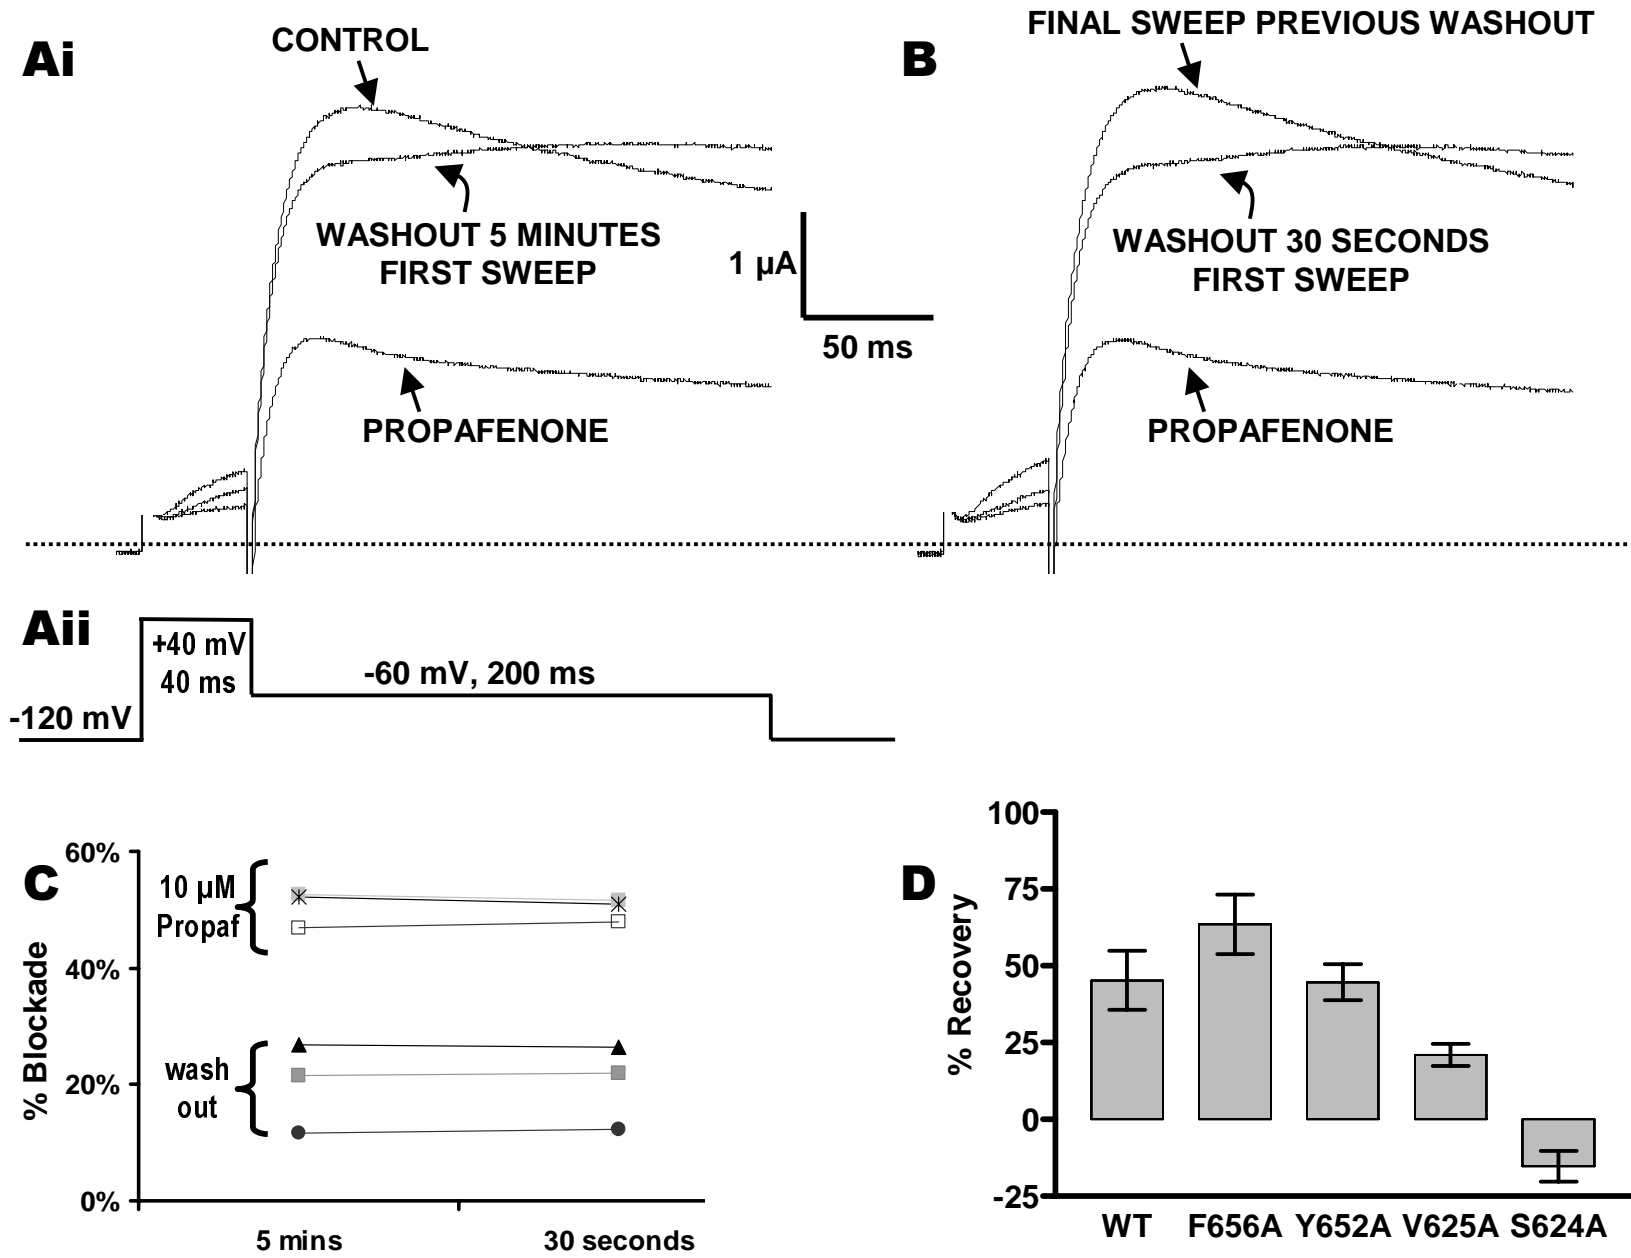 Ai
CONTROL
WASHOUT 5 MINUTES
FIRST SWEEP
PROPAFENONE
1 µA
50 ms
B
FINAL SWEEP PREVIOUS WASHOUT
WASHOUT 30 SECONDS
FIRST SWEEP
PROPAFENONE
Aii
+40 mV
40 ms
-60 mV, 200 ms
-120 mV
C
% Blockade
60%
40%
20%
0%
10 µM
Propaf
wash
out
5 mins
30 seconds
D
% Recovery
100
75
50
25
0
-25
WT
F656A
Y652A
V625A
S624A